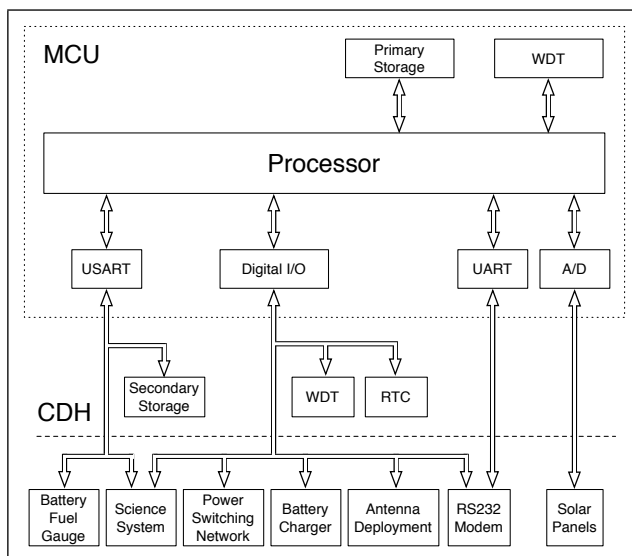 MCU
Primary
Storage
WDT
Processor
USART
Digital I/O
UART
A/D
Secondary
Storage
WDT
RTC
CDH
Battery
Fuel
Gauge
Science
System
Power
Switching
Network
Battery
Charger
Antenna
Deployment
RS232
Modem
Solar
Panels